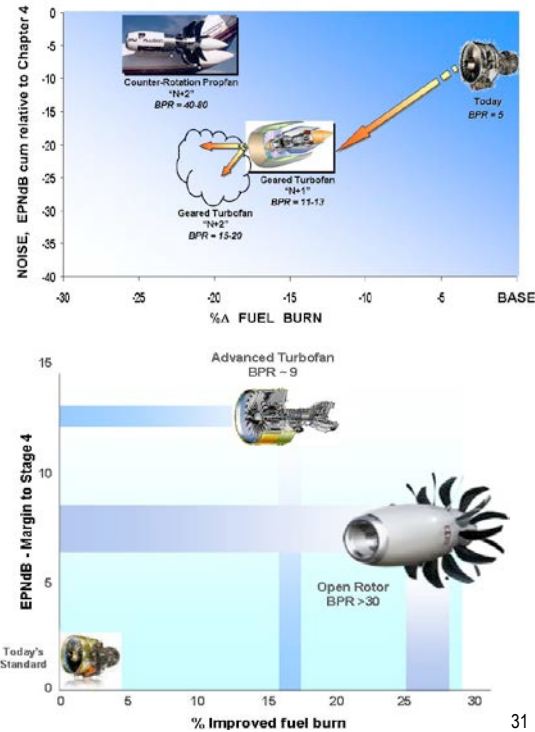 0
-5
-10
-15
-20
-25
-30
-35
-40
NOISE, EPNdB cum relative to Chapter 4
Counter-Rotation Propfan
"N+2"
BPR = 40-80
Today
BPR = 5
Geared Turbofan
"N+1"
BPR = 11-13
Geared Turbofan
"N+2"
BPR = 15-20
-30
-25
-20
-15
-10
-5
BASE
%Δ FUEL BURN
15
10
5
0
EPNdB - Margin to Stage 4
Advanced Turbofan
BPR ~ 9
Open Rotor
BPR >30
Today's
Standard
0
5
10
15
20
25
30
% Improved fuel burn
31